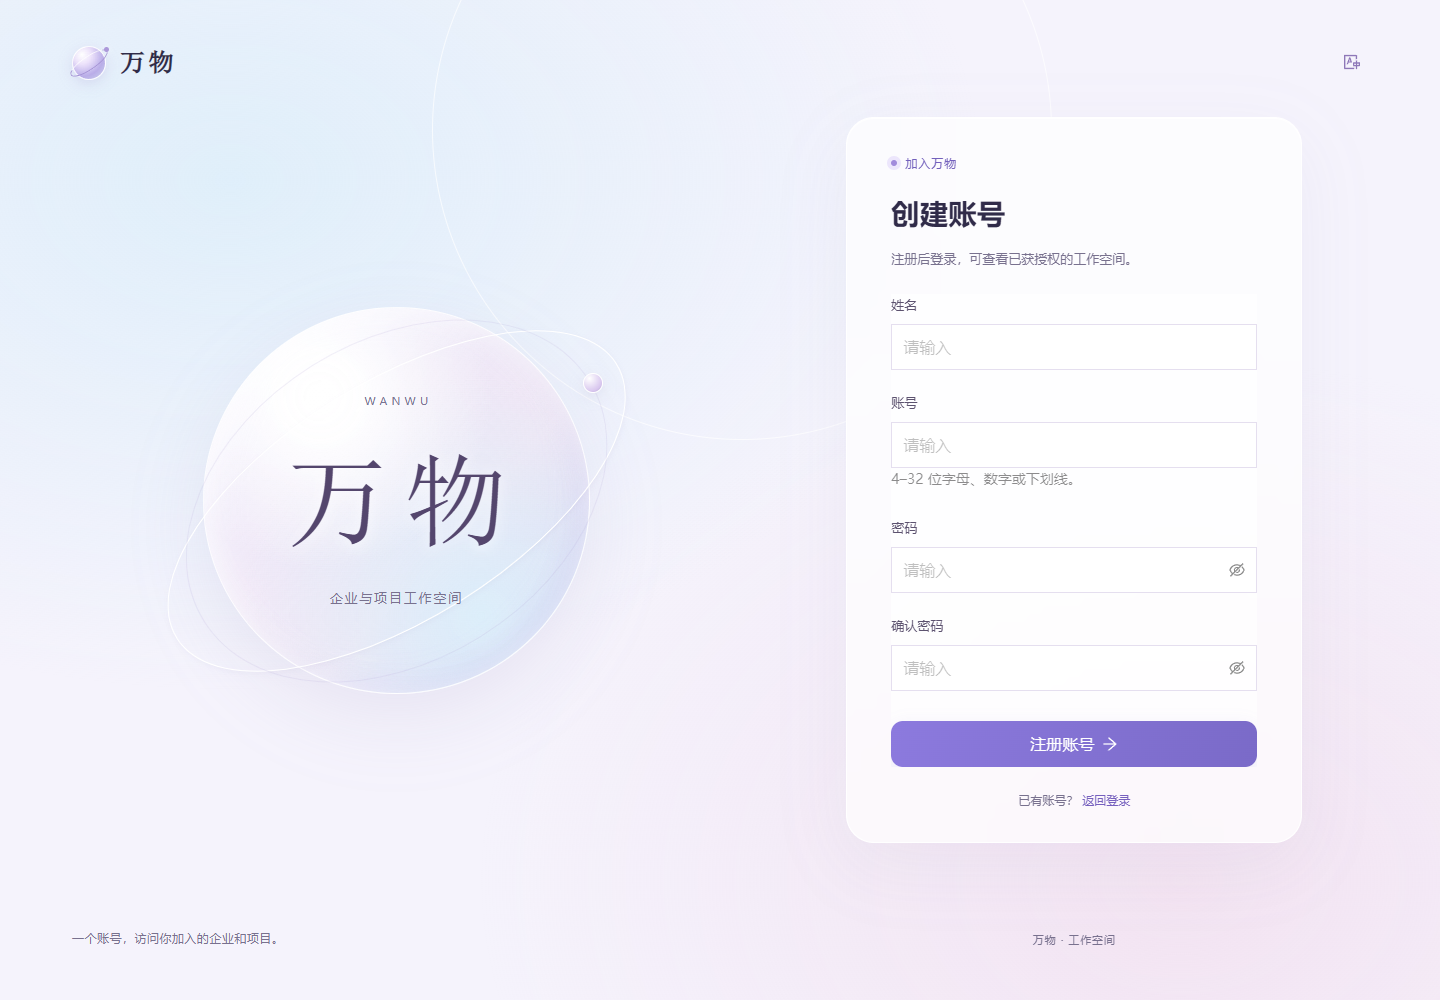 万物
加入万物
创建账号
注册后登录，可查看已获授权的工作空间。
姓名
请输入
账号
请输入
4–32 位字母、数字或下划线。
密码
请输入
确认密码
请输入
注册账号 →
已有账号？ 返回登录
WANWU
万物
企业与项目工作空间
一个账号，访问你加入的企业和项目。
万物 · 工作空间